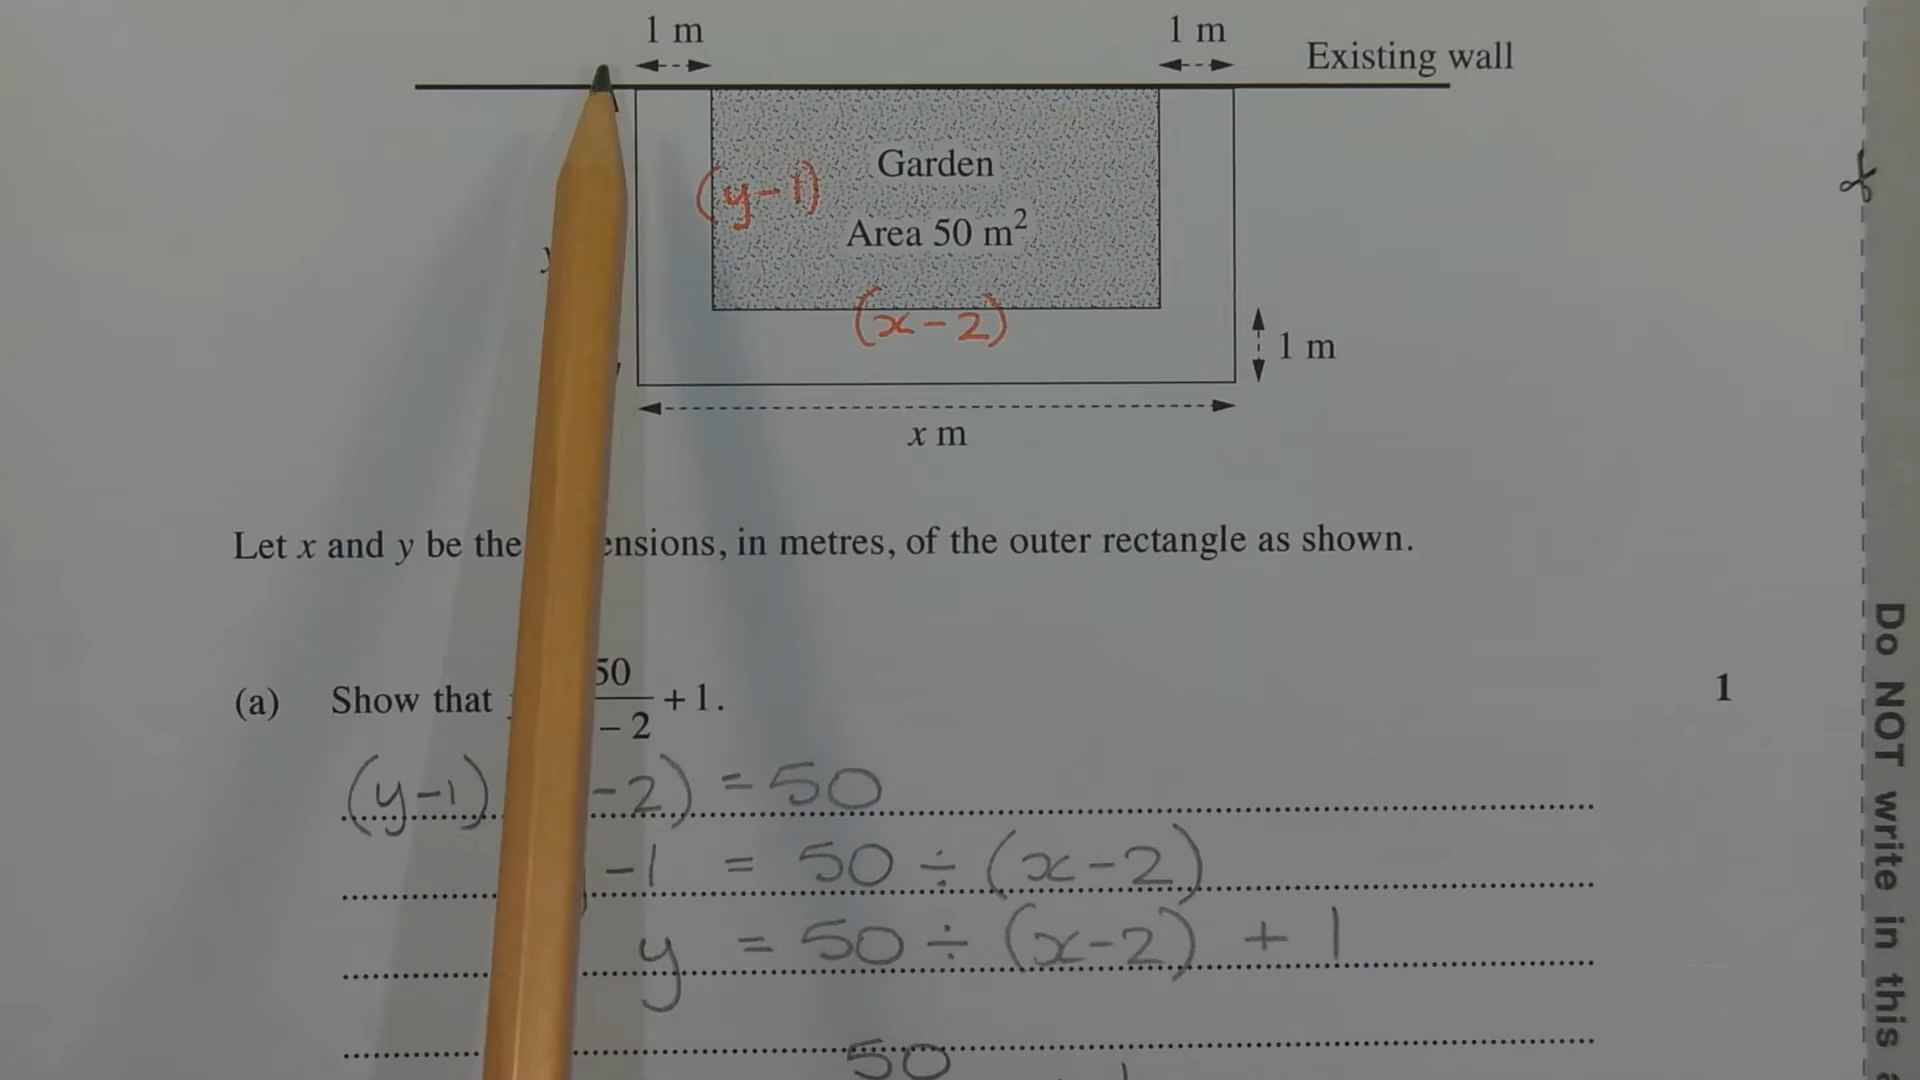 1 m 1 m
Existing wall
Garden
(y-1)
Area 50 m²
(x-2)
1 m
x m
Let x and y be the ensions, in metres, of the outer rectangle as shown.
(a) Show that 50/-2 + 1. 1
(y-1) -2) = 50
-1 = 50 ÷ (x-2)
y = 50 ÷ (x-2) + 1
50
Do NOT write in this